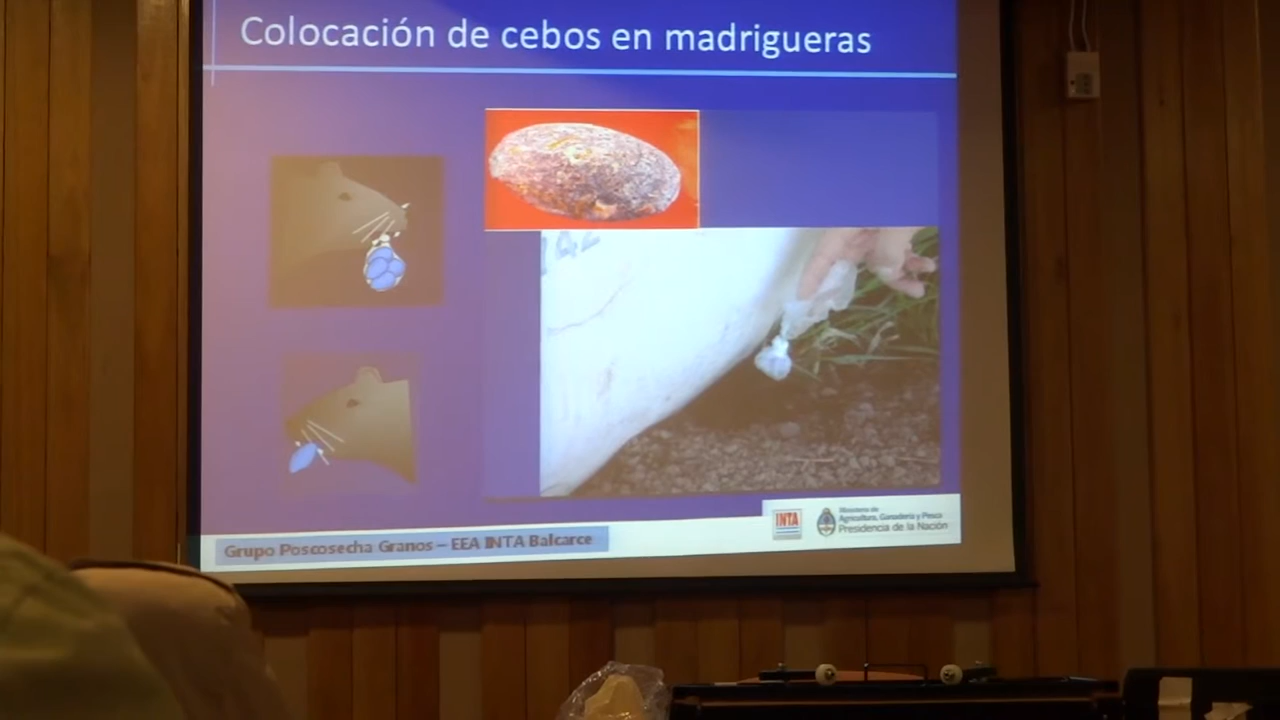 Colocación de cebos en madrigueras
Grupo Poscosecha Granos – EEA INTA Balcarce
INTA
Ministerio de
Agricultura, Ganadería y Pesca
Presidencia de la Nación